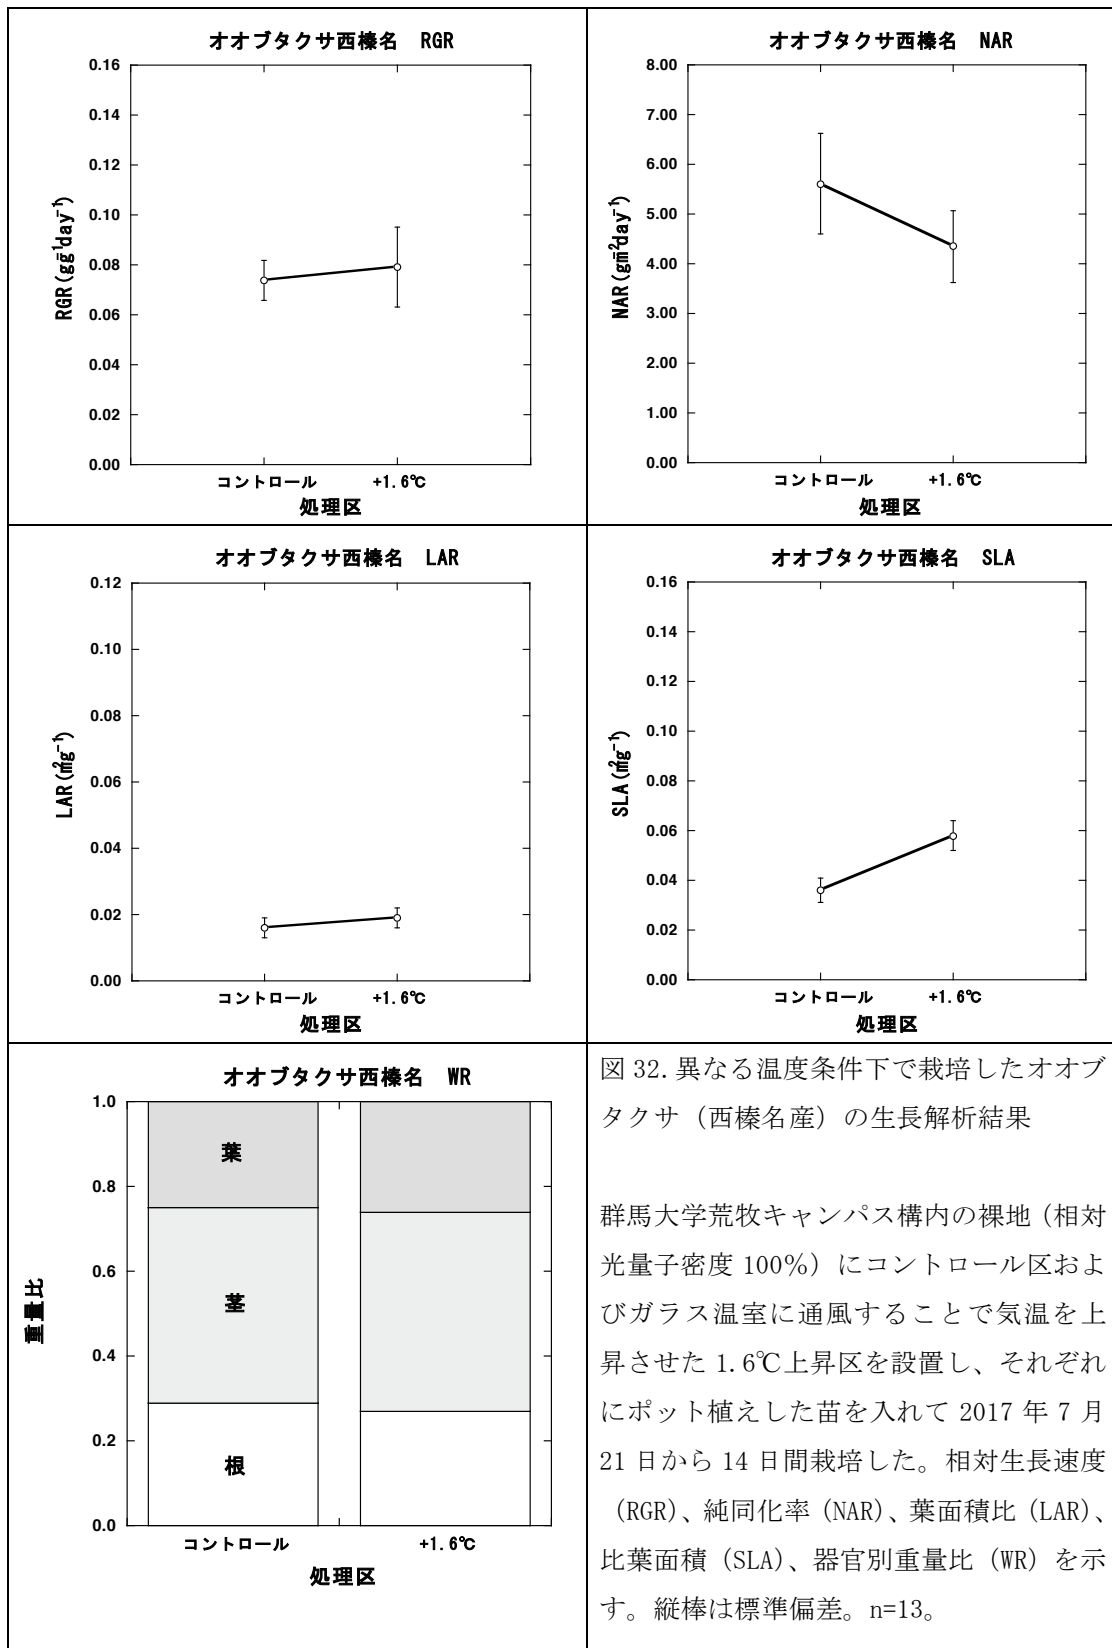 オオブタクサ西榛名 RGR
0.16
0.14
0.12
0.10
0.08
0.06
0.04
0.02
0.00
RGR(gg⁻¹day⁻¹)
コントロール +1.6℃
処理区
オオブタクサ西榛名 NAR
8.00
7.00
6.00
5.00
4.00
3.00
2.00
1.00
0.00
NAR(gm⁻²day⁻¹)
コントロール +1.6℃
処理区
オオブタクサ西榛名 LAR
0.12
0.10
0.08
0.06
0.04
0.02
0.00
LAR(m²g⁻¹)
コントロール +1.6℃
処理区
オオブタクサ西榛名 SLA
0.16
0.14
0.12
0.10
0.08
0.06
0.04
0.02
0.00
SLA(m²g⁻¹)
コントロール +1.6℃
処理区
オオブタクサ西榛名 WR
1.0
0.8
0.6
0.4
0.2
0.0
重量比
葉
茎
根
コントロール +1.6℃
処理区
図 32. 異なる温度条件下で栽培したオオブ
タクサ（西榛名産）の生長解析結果
群馬大学荒牧キャンパス構内の裸地（相対
光量子密度 100%）にコントロール区およ
びガラス温室に通風することで気温を上
昇させた 1.6℃上昇区を設置し、それぞれ
にポット植えした苗を入れて 2017 年 7 月
21 日から 14 日間栽培した。相対生長速度
（RGR）、純同化率（NAR）、葉面積比（LAR）、
比葉面積（SLA）、器官別重量比（WR）を示
す。縦棒は標準偏差。n=13。